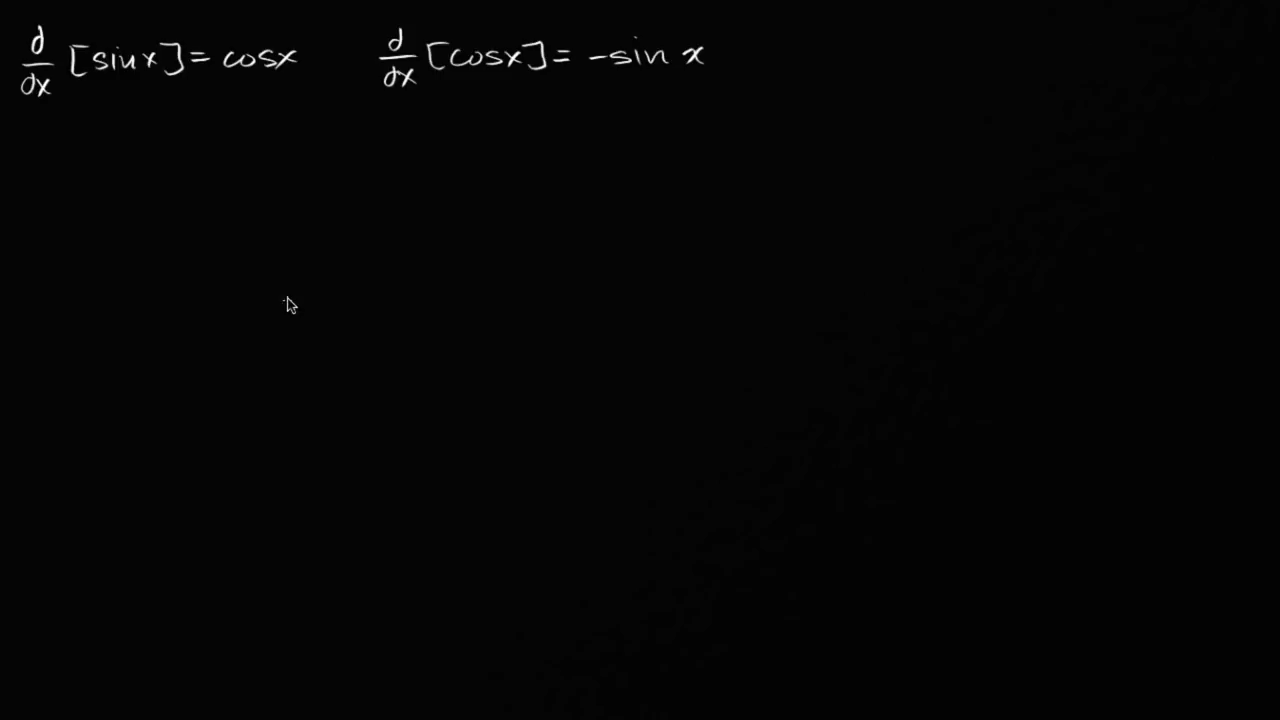 d/dx [sin x] = cos x   d/dx [cos x] = -sin x